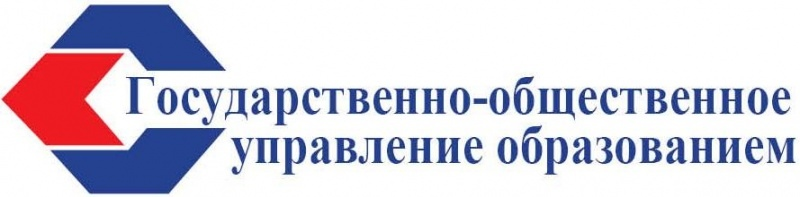 Государственно-общественное
управление образованием